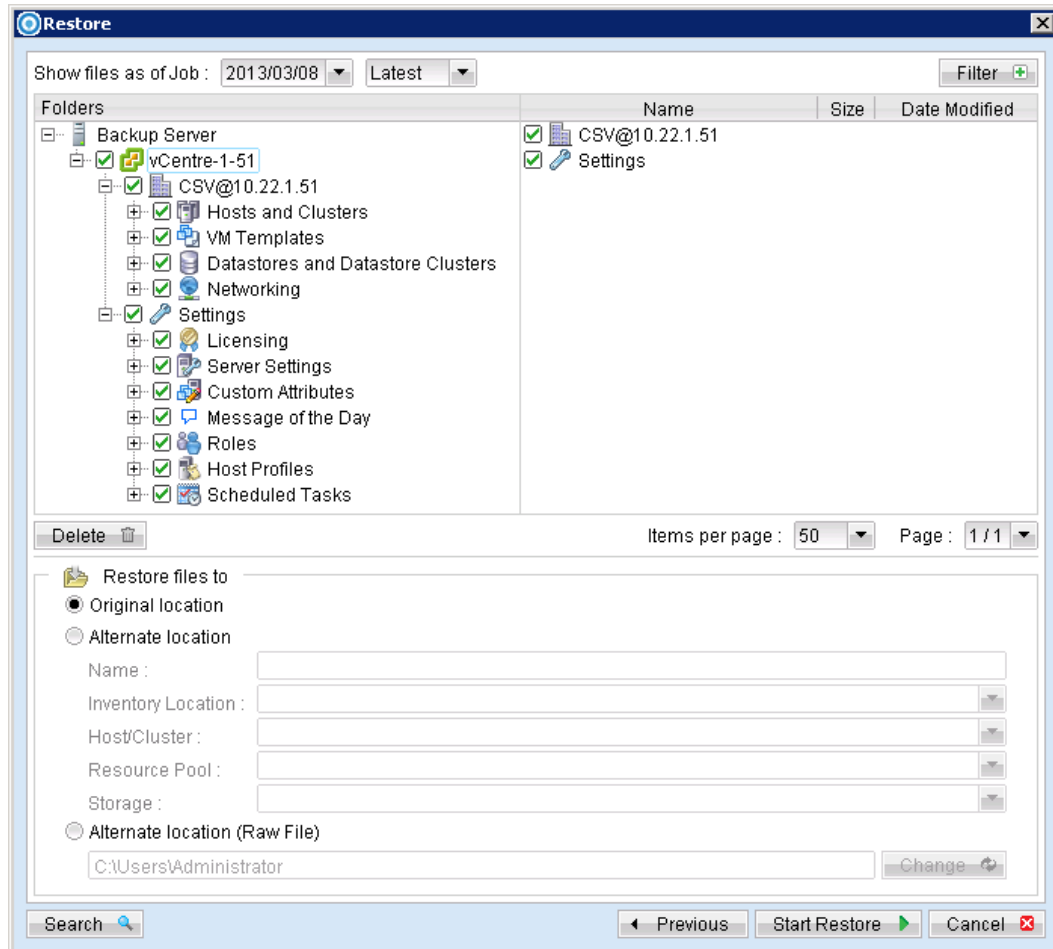 Restore
Show files as of Job : 2013/03/08 Latest Filter
Folders Name Size Date Modified
Backup Server
vCentre-1-51
CSV@10.22.1.51
Hosts and Clusters
VM Templates
Datastores and Datastore Clusters
Networking
Settings
Licensing
Server Settings
Custom Attributes
Message of the Day
Roles
Host Profiles
Scheduled Tasks
CSV@10.22.1.51
Settings
Delete Items per page : 50 Page : 1 / 1
Restore files to
Original location
Alternate location
Name :
Inventory Location :
Host/Cluster :
Resource Pool :
Storage :
Alternate location (Raw File)
C:\Users\Administrator Change
Search Previous Start Restore Cancel